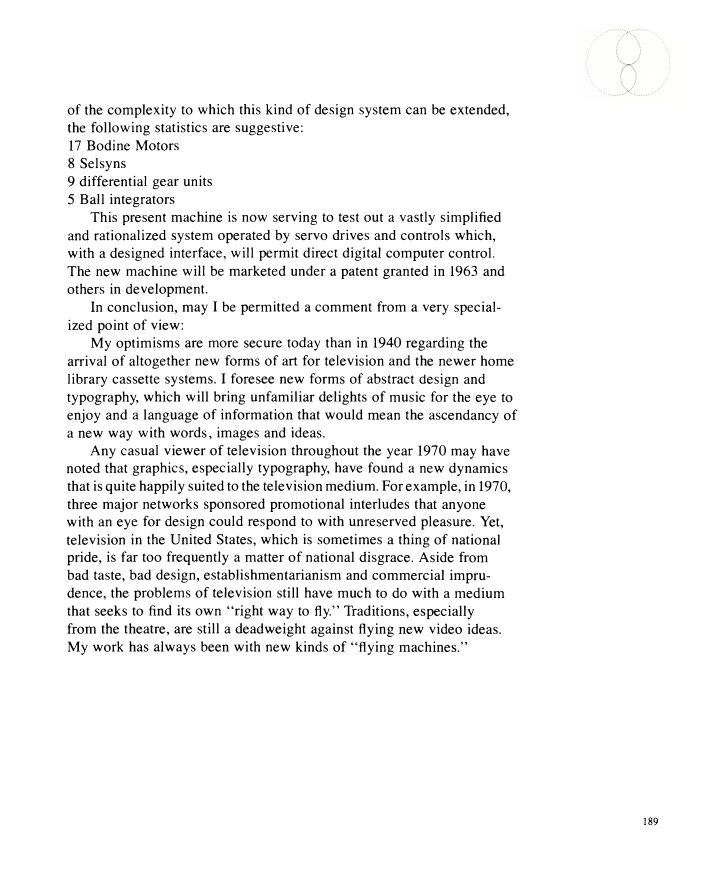 of the complexity to which this kind of design system can be extended,
the following statistics are suggestive:
17 Bodine Motors
8 Selsyns
9 differential gear units
5 Ball integrators
This present machine is now serving to test out a vastly simplified
and rationalized system operated by servo drives and controls which,
with a designed interface, will permit direct digital computer control.
The new machine will be marketed under a patent granted in 1963 and
others in development.
In conclusion, may I be permitted a comment from a very special-
ized point of view:
My optimisms are more secure today than in 1940 regarding the
arrival of altogether new forms of art for television and the newer home
library cassette systems. I foresee new forms of abstract design and
typography, which will bring unfamiliar delights of music for the eye to
enjoy and a language of information that would mean the ascendancy of
a new way with words, images and ideas.
Any casual viewer of television throughout the year 1970 may have
noted that graphics, especially typography, have found a new dynamics
that is quite happily suited to the television medium. For example, in 1970,
three major networks sponsored promotional interludes that anyone
with an eye for design could respond to with unreserved pleasure. Yet,
television in the United States, which is sometimes a thing of national
pride, is far too frequently a matter of national disgrace. Aside from
bad taste, bad design, establishmentarianism and commercial impru-
dence, the problems of television still have much to do with a medium
that seeks to find its own “right way to fly.” Traditions, especially
from the theatre, are still a deadweight against flying new video ideas.
My work has always been with new kinds of “flying machines.”
189